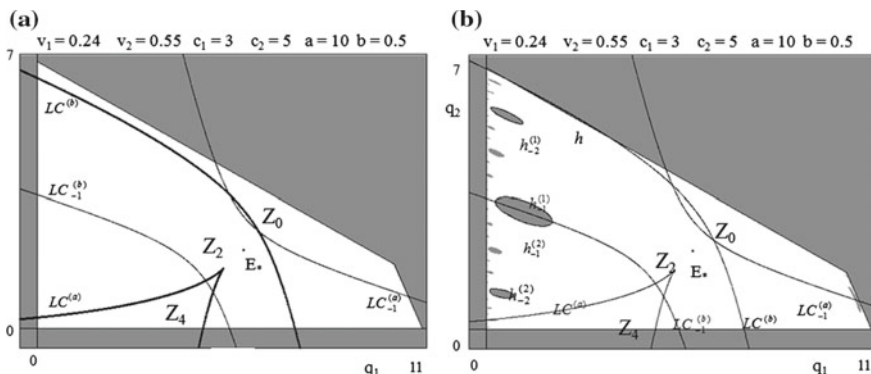 (a)
v₁ = 0.24 v₂ = 0.55 c₁ = 3 c₂ = 5 a = 10 b = 0.5
7
LC⁽ᵇ⁾
LC₋₁⁽ᵇ⁾
Z₀
Z₂
E*
LC⁽ᵃ⁾
Z₄
LC₋₁⁽ᵃ⁾
0
0 q₁ 11
(b)
v₁ = 0.24 v₂ = 0.55 c₁ = 3 c₂ = 5 a = 10 b = 0.5
7
q₂
h
h₋₂⁽¹⁾
h₋₁⁽¹⁾
Z₀
h₋₁⁽²⁾
Z₂
E*
h₋₂⁽²⁾
LC⁽ᵃ⁾
Z₄
LC₋₁⁽ᵇ⁾
LC⁽ᵇ⁾
LC₋₁⁽ᵃ⁾
0
0 q₁ 11